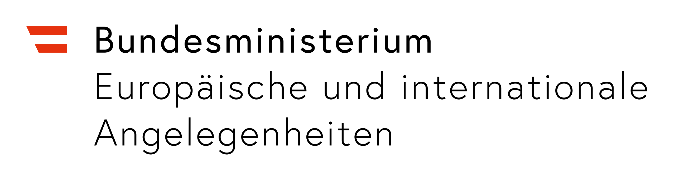 Bundesministerium
Europäische und internationale
Angelegenheiten